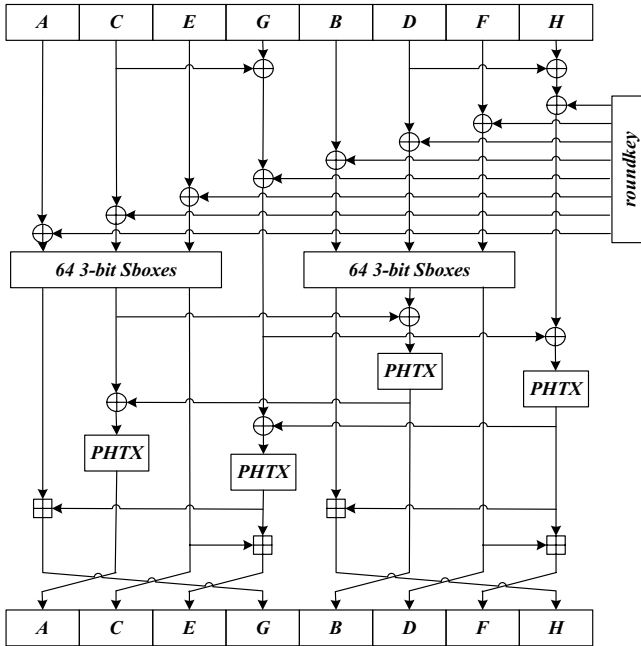 A C E G B D F H
roundkey
64 3-bit Sboxes 64 3-bit Sboxes
PHTX
PHTX
PHTX
PHTX
A C E G B D F H